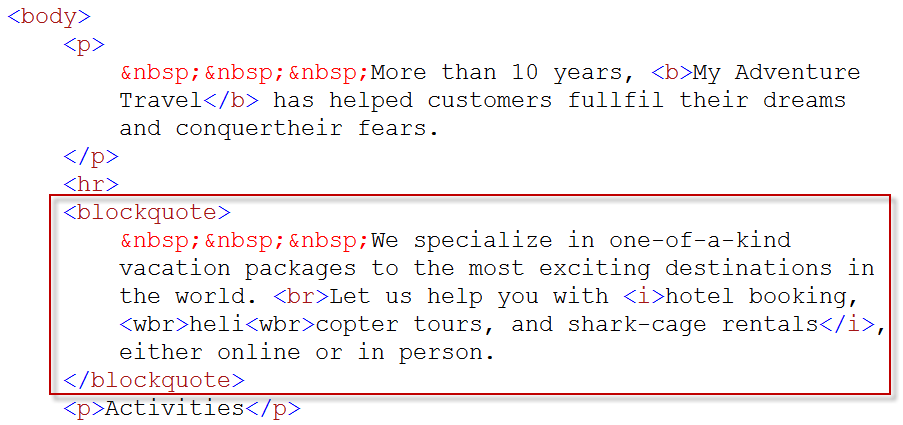 <body>
<p>
&nbsp;&nbsp;&nbsp;More than 10 years, <b>My Adventure
Travel</b> has helped customers fullfil their dreams
and conquertheir fears.
</p>
<hr>
<blockquote>
&nbsp;&nbsp;&nbsp;We specialize in one-of-a-kind
vacation packages to the most exciting destinations in
the world. <br>Let us help you with <i>hotel booking,
<wbr>heli<wbr>copter tours, and shark-cage rentals</i>,
either online or in person.
</blockquote>
<p>Activities</p>